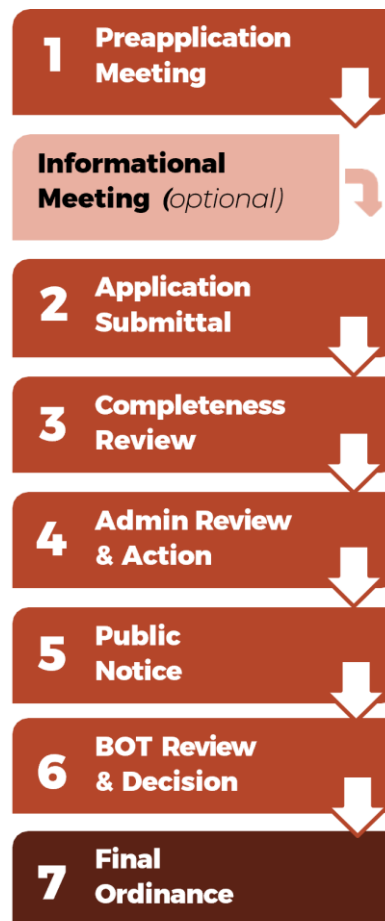 1 Preapplication
Meeting
Informational
Meeting (optional)
2 Application
Submittal
3 Completeness
Review
4 Admin Review
& Action
5 Public
Notice
6 BOT Review
& Decision
7 Final
Ordinance